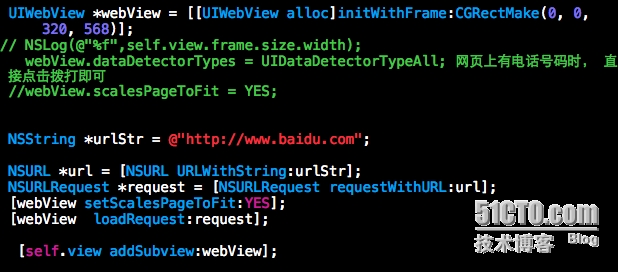 UIWebView *webView = [[UIWebView alloc]initWithFrame:CGRectMake(0, 0,
320, 568)];
// NSLog(@"%f",self.view.frame.size.width);
webView.dataDetectorTypes = UIDataDetectorTypeAll; 网页上有电话号码时， 直
接点击拨打即可
//webView.scalesPageToFit = YES;
NSString *urlStr = @"http://www.baidu.com";
NSURL *url = [NSURL URLWithString:urlStr];
NSURLRequest *request = [NSURLRequest requestWithURL:url];
[webView setScalesPageToFit:YES];
[webView  loadRequest:request];
[self.view addSubview:webView];
51CTO.com
技术博客 Blog